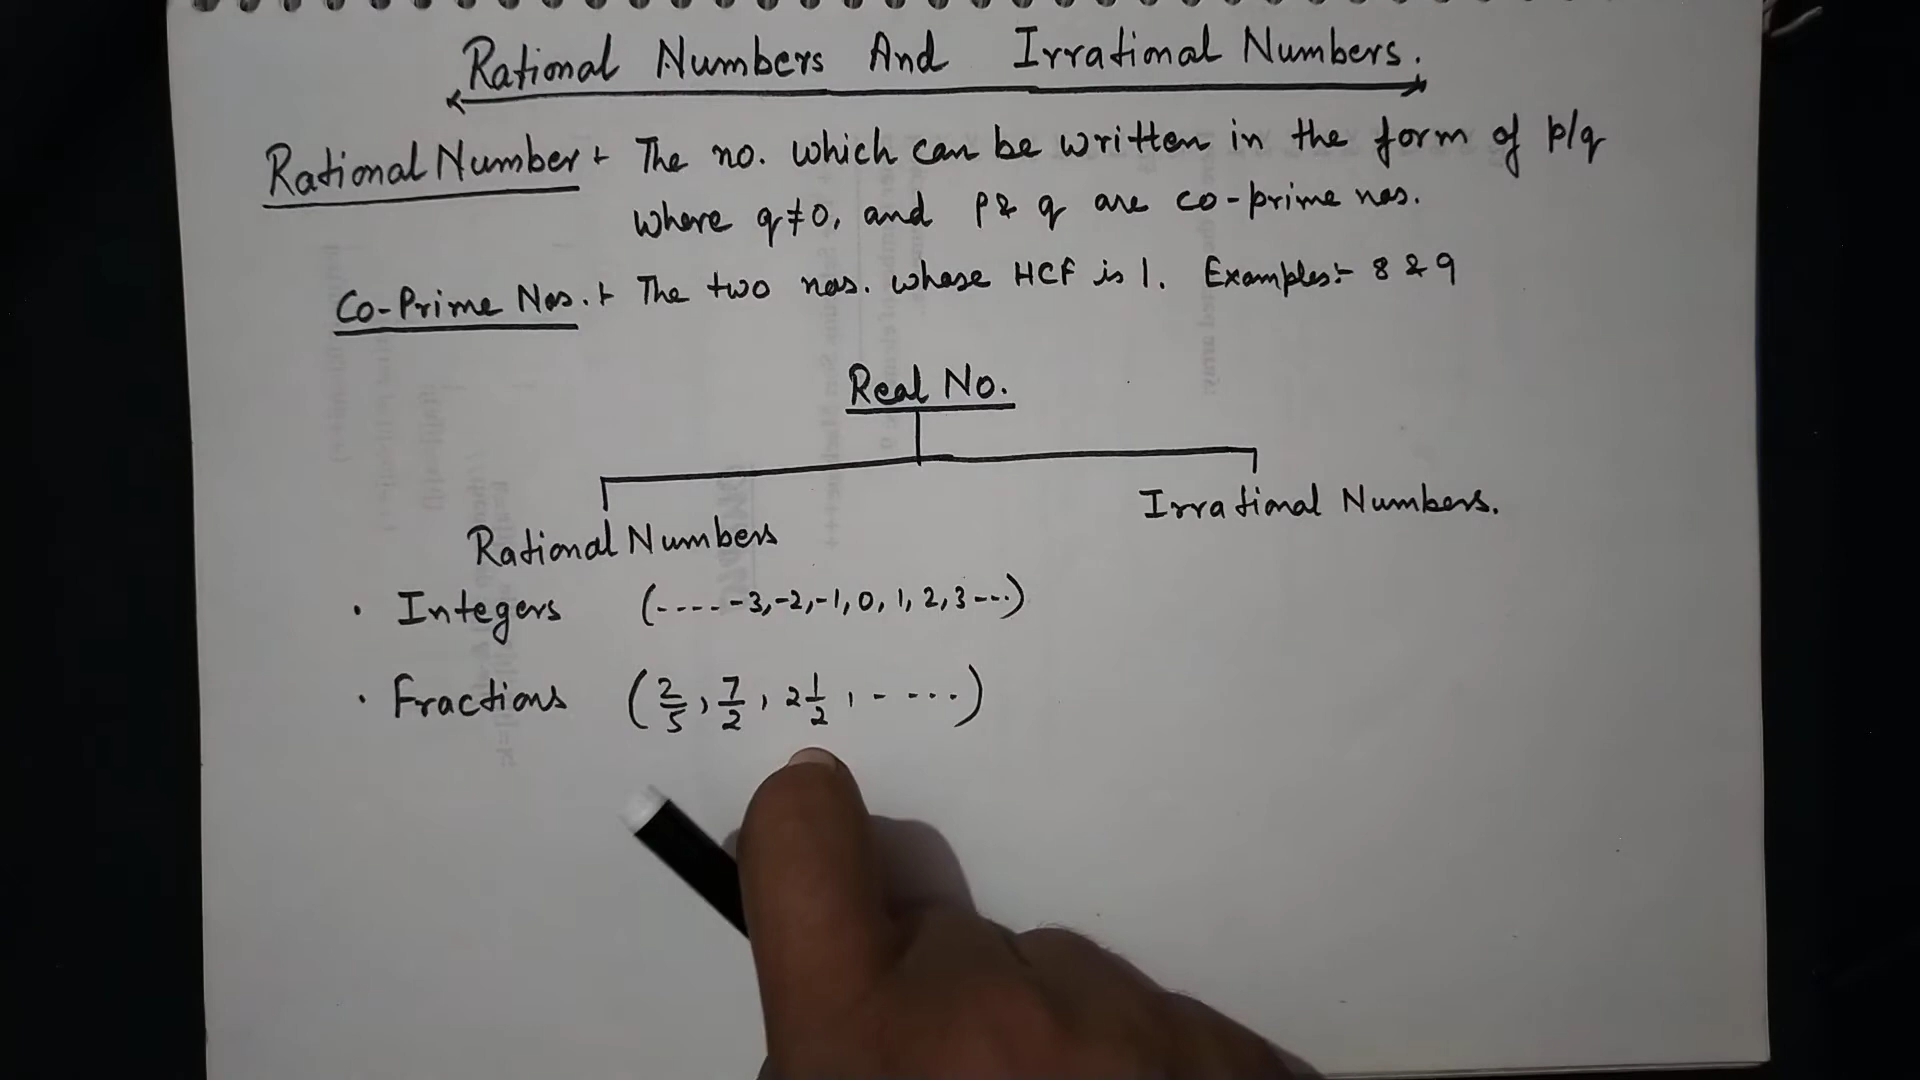 Rational Numbers And Irrational Numbers.
Rational Number :- The no. which can be written in the form of p/q
where q≠0, and p & q are co-prime nos.
Co-Prime Nos. :- The two nos. whose HCF is 1. Examples:- 8 & 9
Real No.
Rational Numbers
Irrational Numbers.
· Integers (.... -3, -2, -1, 0, 1, 2, 3 ...)
· Fractions (2/5, 7/2, 2 1/2, - ....)